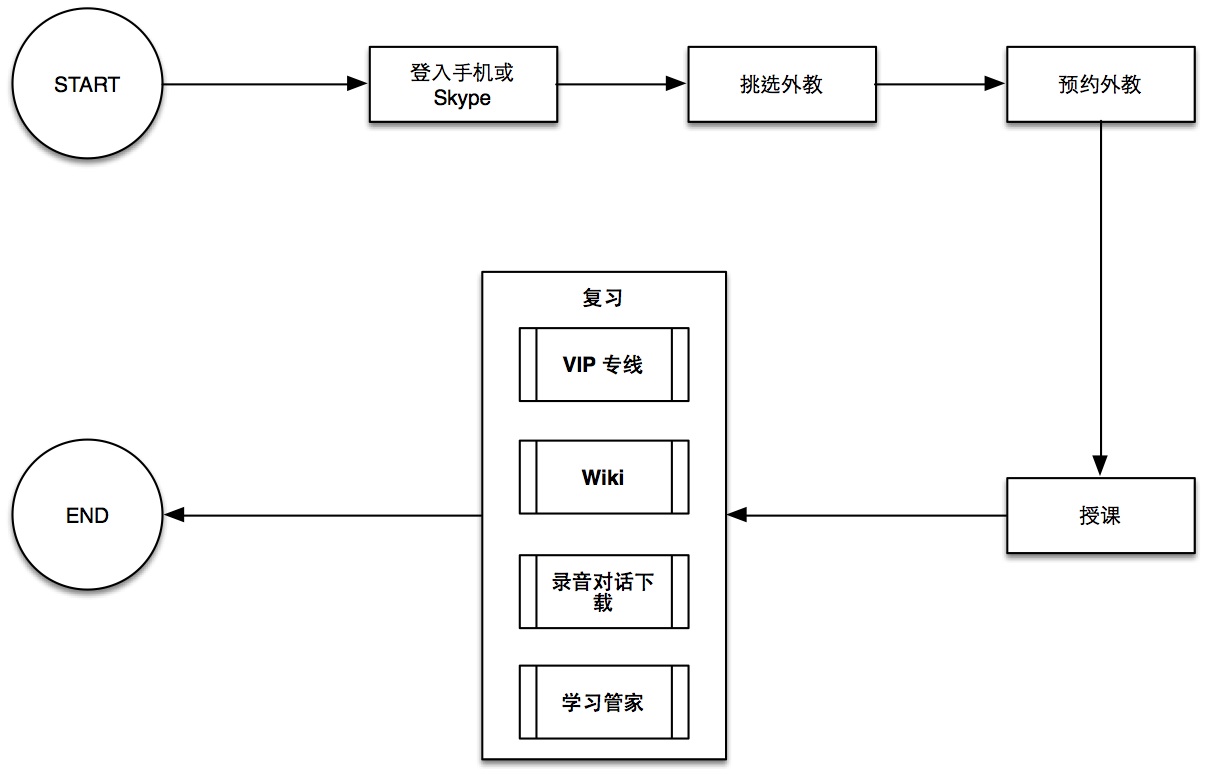 START
登入手机或
Skype
挑选外教
预约外教
复习
VIP 专线
Wiki
录音对话下
载
学习管家
END
授课